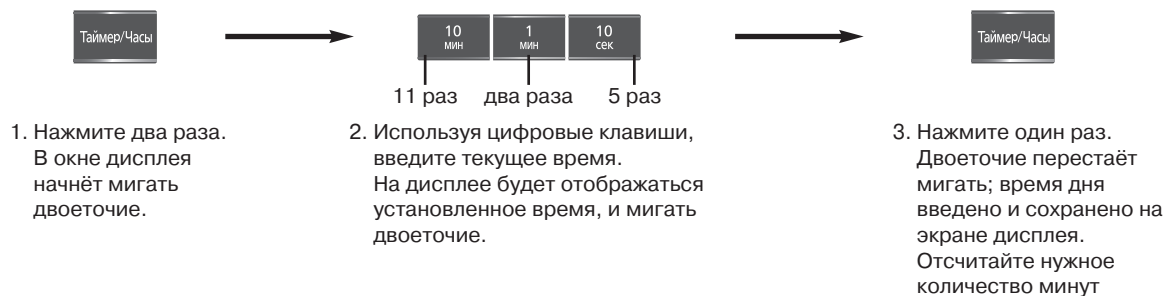 Таймер/Часы
10
мин
1
мин
10
сек
Таймер/Часы
11 раз
два раза
5 раз
1. Нажмите два раза.
В окне дисплея
начнёт мигать
двоеточие.
2. Используя цифровые клавиши,
введите текущее время.
На дисплее будет отображаться
установленное время, и мигать
двоеточие.
3. Нажмите один раз.
Двоеточие перестаёт
мигать; время дня
введено и сохранено на
экране дисплея.
Отсчитайте нужное
количество минут